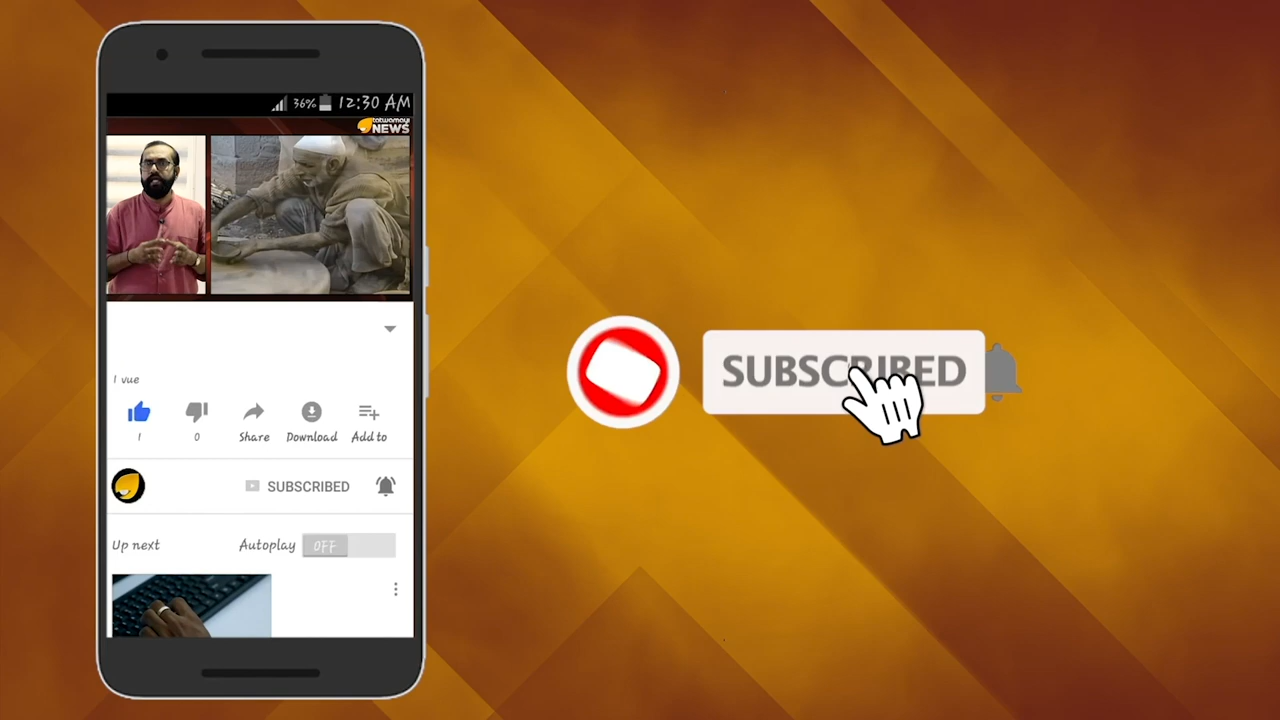 36% 12:30 AM
tatwamayi
NEWS
1 vue
1
0
Share
Download
Add to
SUBSCRIBED
Up next
Autoplay
OFF
SUBSCRIBED